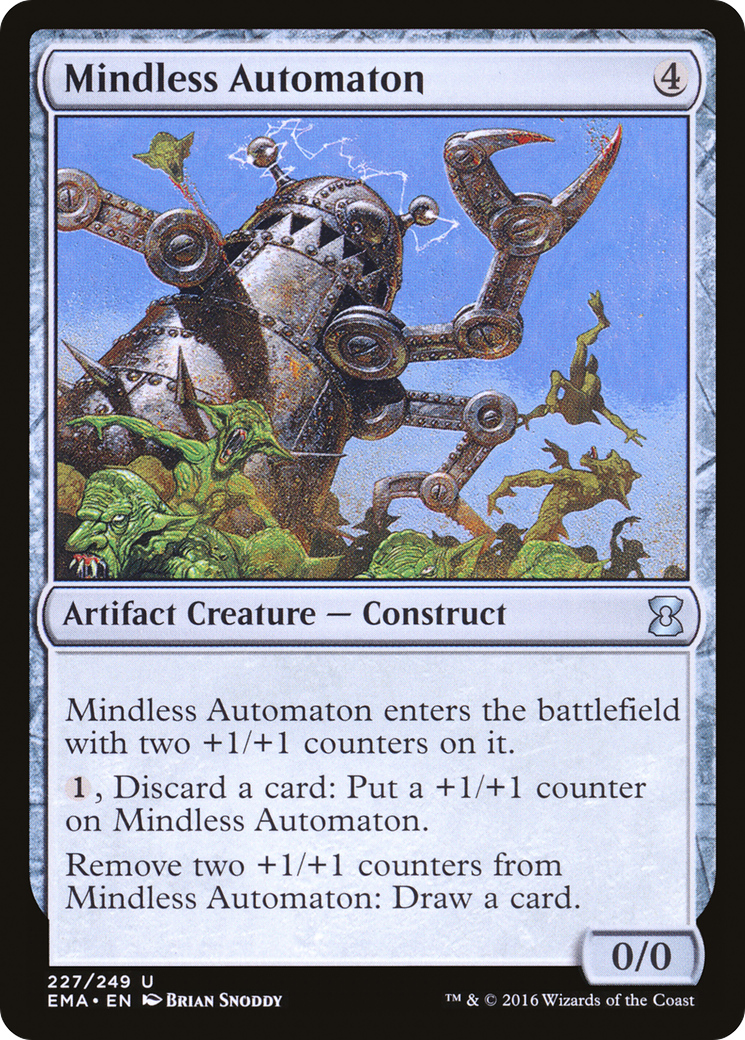 Mindless Automaton
4
Artifact Creature — Construct
Mindless Automaton enters the battlefield
with two +1/+1 counters on it.
1, Discard a card: Put a +1/+1 counter
on Mindless Automaton.
Remove two +1/+1 counters from
Mindless Automaton: Draw a card.
0/0
227/249 U
EMA • EN Brian Snoddy
™ & © 2016 Wizards of the Coast